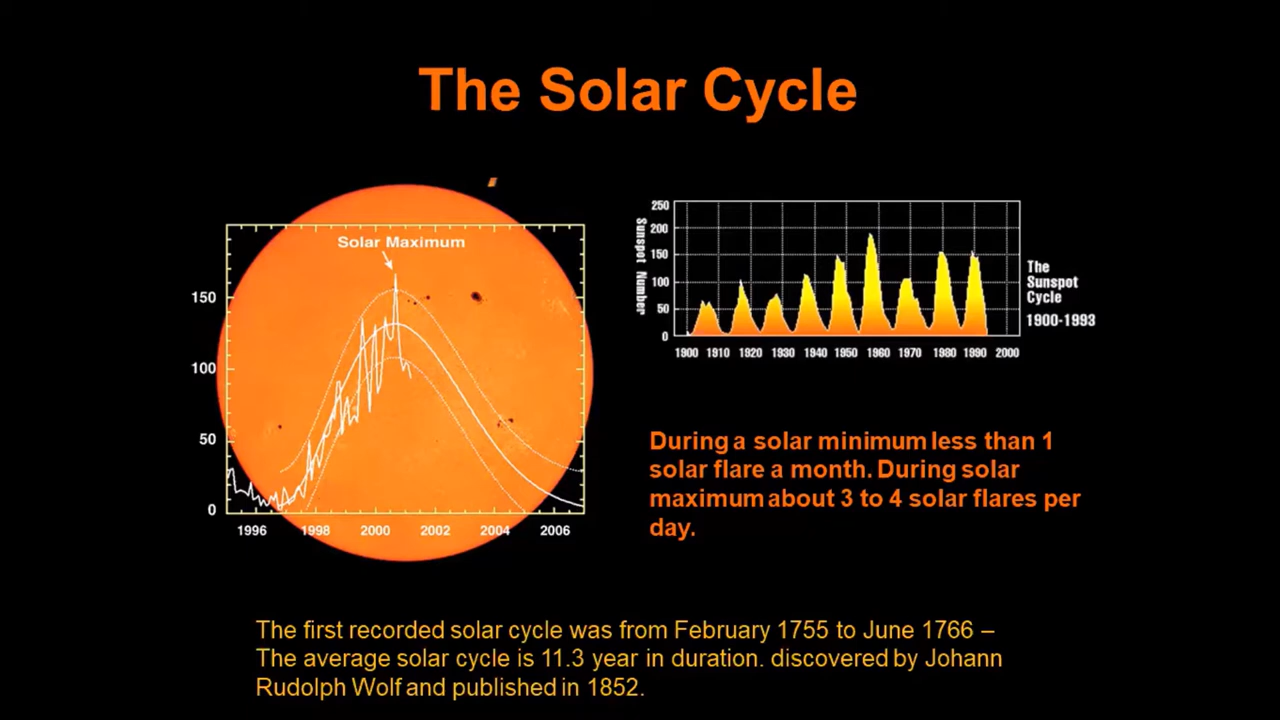 The Solar Cycle
Solar Maximum
150
100
50
0
1996 1998 2000 2002 2004 2006
250
200
150
100
50
0
Sunspot Number
1900 1910 1920 1930 1940 1950 1960 1970 1980 1990 2000
The
Sunspot
Cycle
1900-1993
During a solar minimum less than 1
solar flare a month. During solar
maximum about 3 to 4 solar flares per
day.
The first recorded solar cycle was from February 1755 to June 1766 –
The average solar cycle is 11.3 year in duration. discovered by Johann
Rudolph Wolf and published in 1852.